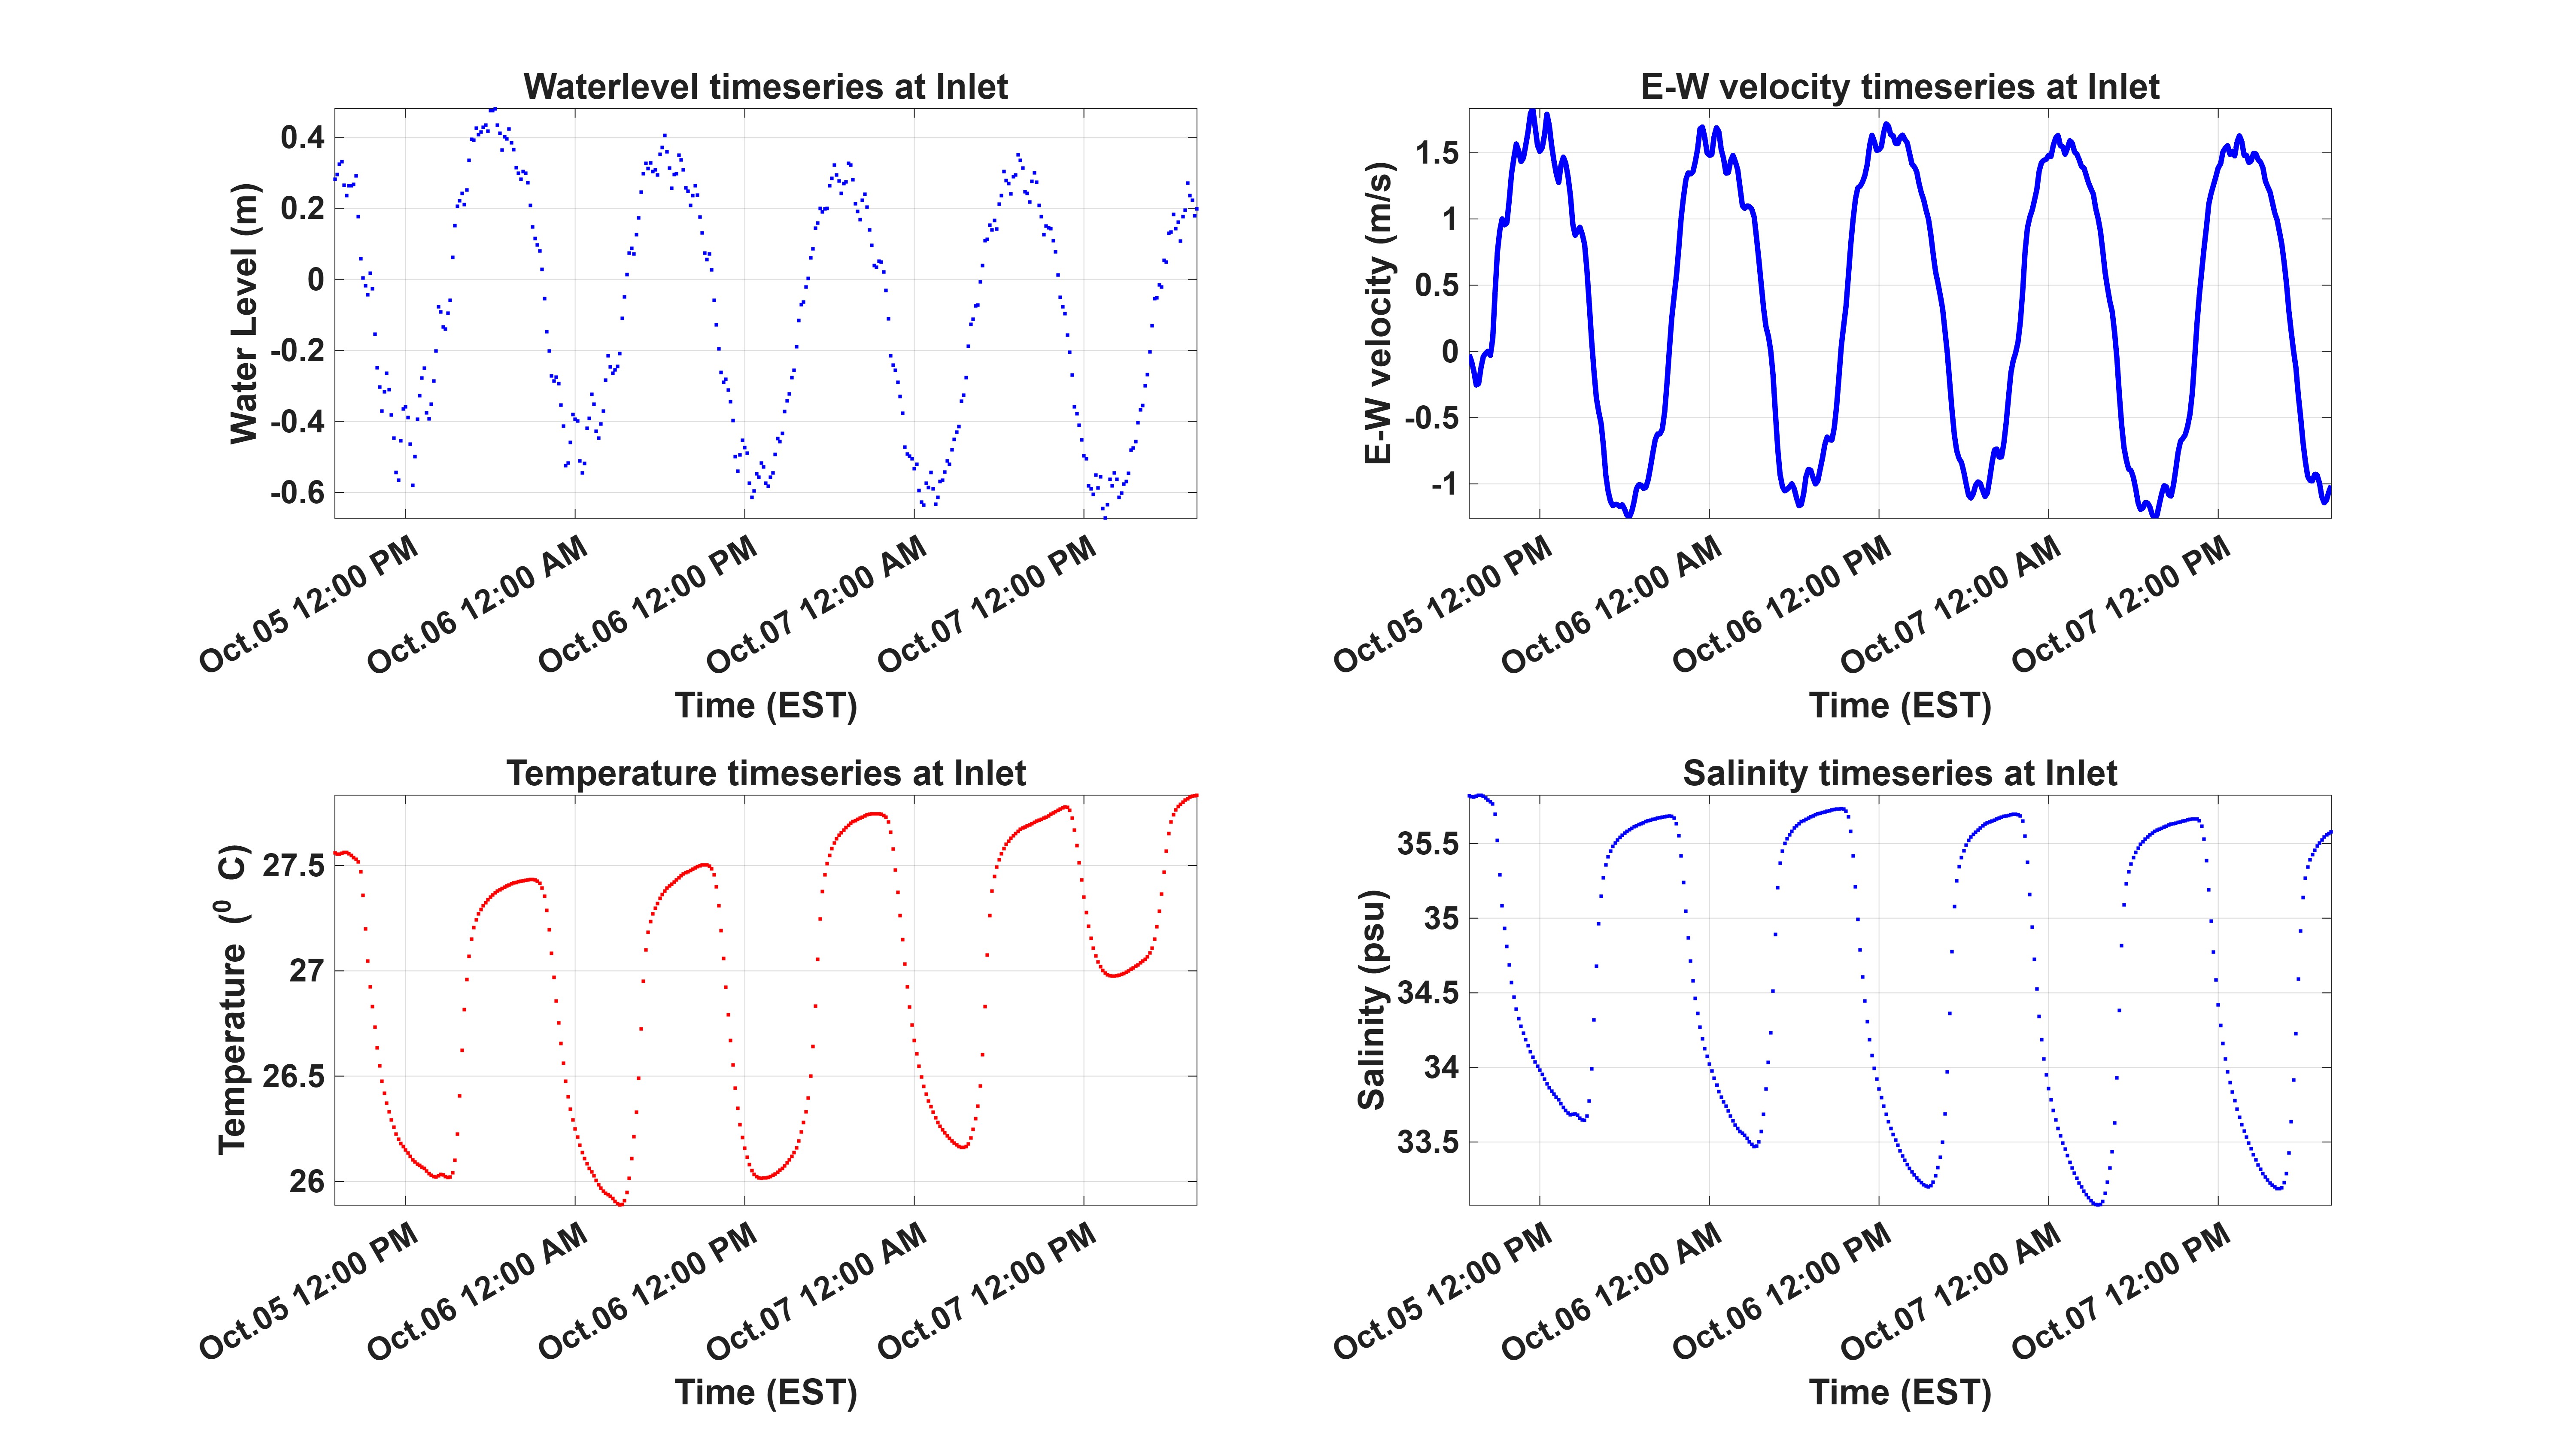 Waterlevel timeseries at Inlet
Water Level (m)
0.4
0.2
0
-0.2
-0.4
-0.6
Oct.05 12:00 PM
Oct.06 12:00 AM
Oct.06 12:00 PM
Oct.07 12:00 AM
Oct.07 12:00 PM
Time (EST)
E-W velocity timeseries at Inlet
E-W velocity (m/s)
1.5
1
0.5
0
-0.5
-1
Oct.05 12:00 PM
Oct.06 12:00 AM
Oct.06 12:00 PM
Oct.07 12:00 AM
Oct.07 12:00 PM
Time (EST)
Temperature timeseries at Inlet
Temperature (⁰ C)
27.5
27
26.5
26
Oct.05 12:00 PM
Oct.06 12:00 AM
Oct.06 12:00 PM
Oct.07 12:00 AM
Oct.07 12:00 PM
Time (EST)
Salinity timeseries at Inlet
Salinity (psu)
35.5
35
34.5
34
33.5
Oct.05 12:00 PM
Oct.06 12:00 AM
Oct.06 12:00 PM
Oct.07 12:00 AM
Oct.07 12:00 PM
Time (EST)